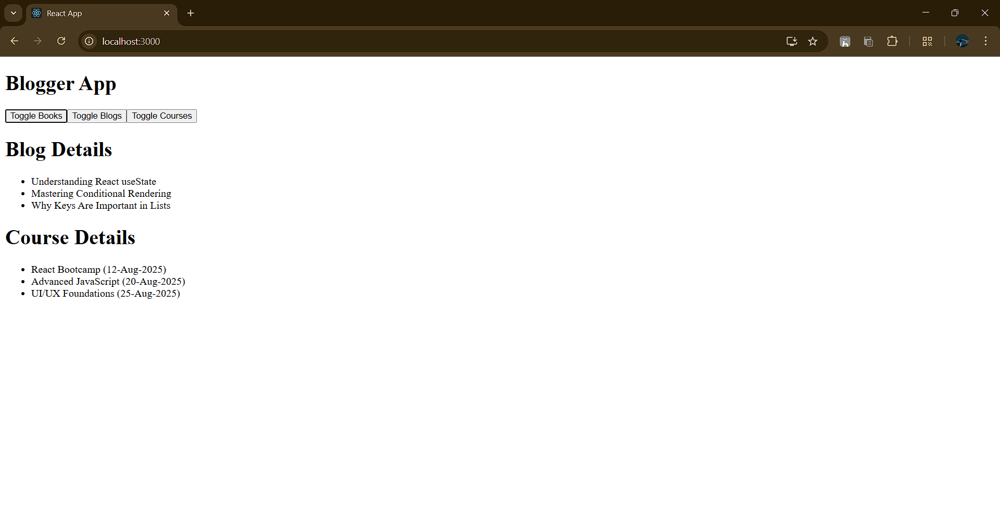 React App
localhost:3000
Blogger App
Toggle Books Toggle Blogs Toggle Courses
Blog Details
Understanding React useState
Mastering Conditional Rendering
Why Keys Are Important in Lists
Course Details
React Bootcamp (12-Aug-2025)
Advanced JavaScript (20-Aug-2025)
UI/UX Foundations (25-Aug-2025)